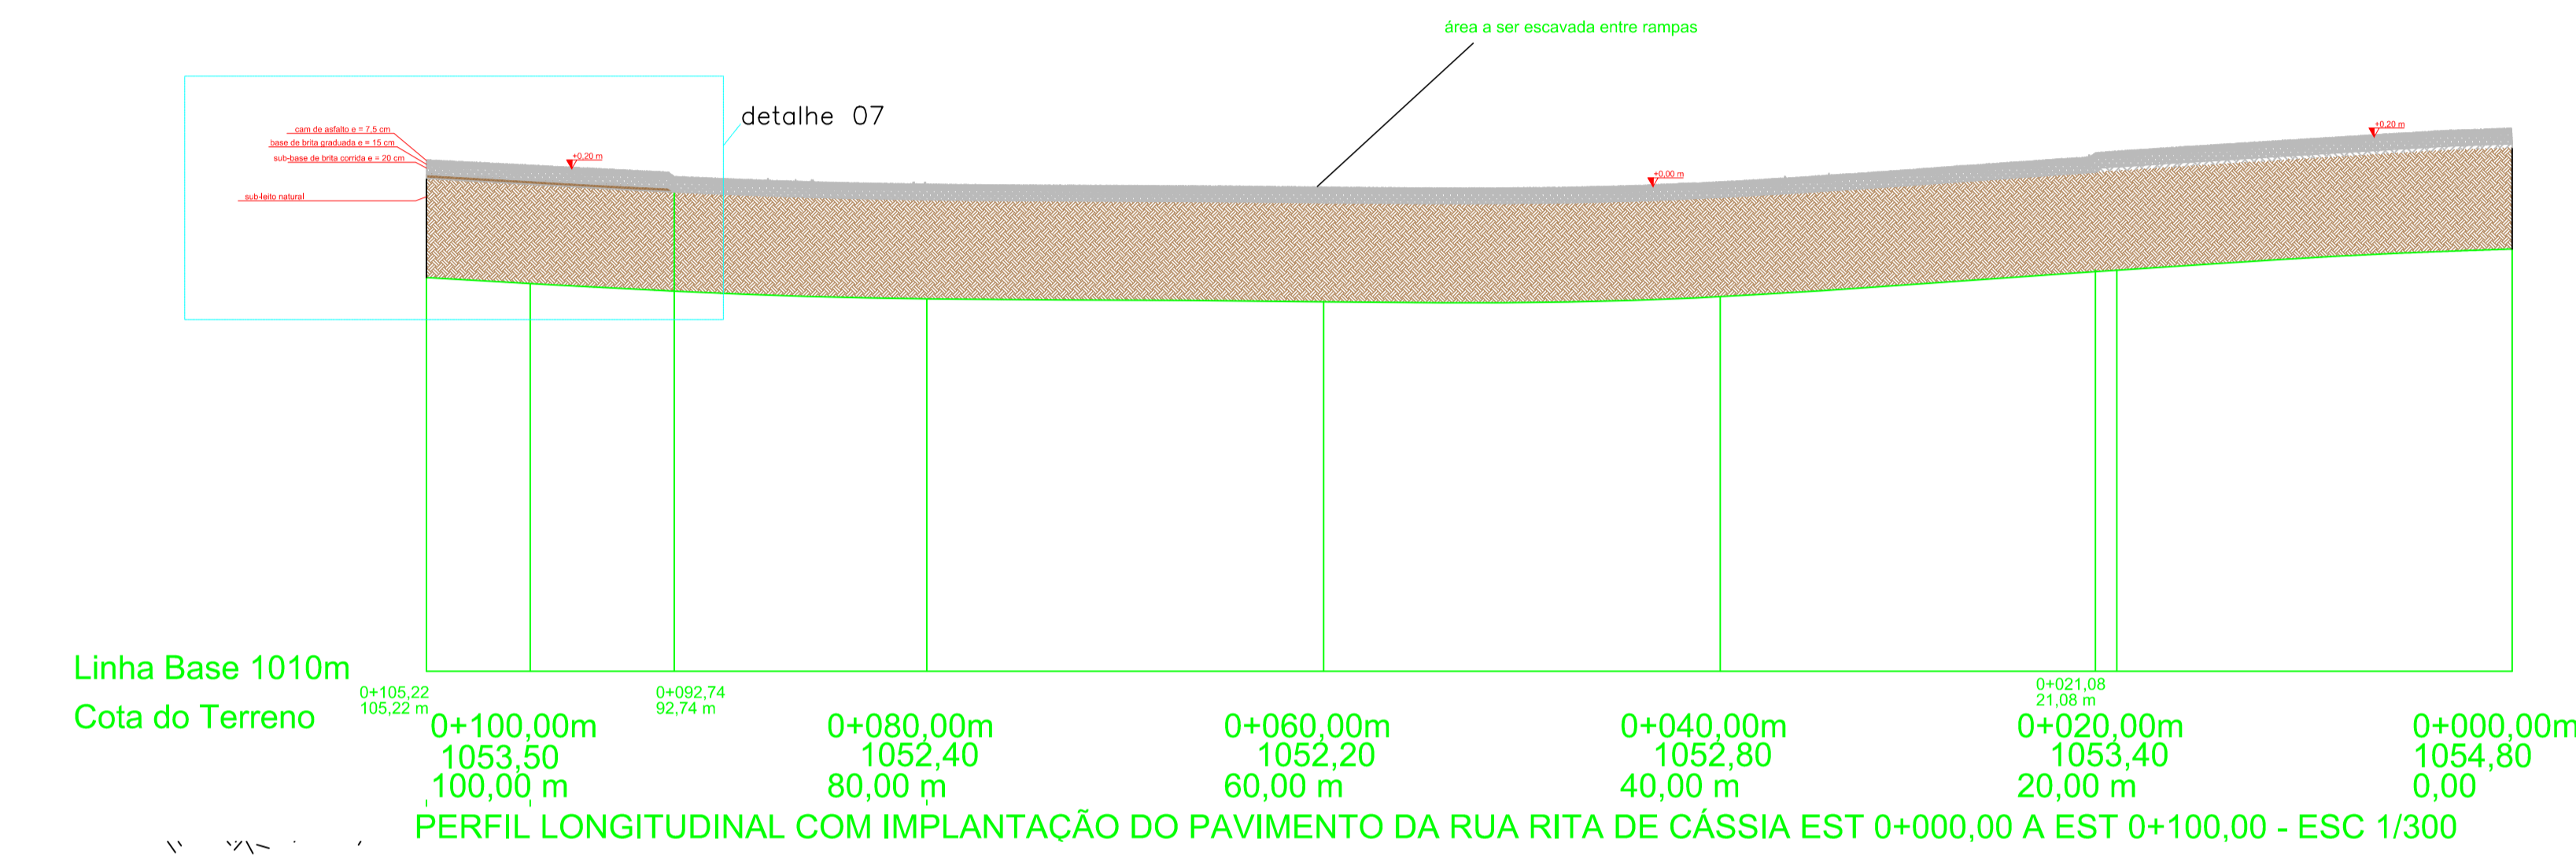 área a ser escavada entre rampas
detalhe 07
cam de asfalto e = 7,5 cm
base de brita graduada e = 15 cm
sub-base de brita corrida e = 20 cm
sub-leito natural
+0,20 m
+0,00 m
+0,20 m
Linha Base 1010m
Cota do Terreno
0+105,22
105,22 m
0+092,74
92,74 m
0+021,08
21,08 m
0+100,00m
1053,50
100,00 m
0+080,00m
1052,40
80,00 m
0+060,00m
1052,20
60,00 m
0+040,00m
1052,80
40,00 m
0+020,00m
1053,40
20,00 m
0+000,00m
1054,80
0,00
PERFIL LONGITUDINAL COM IMPLANTAÇÃO DO PAVIMENTO DA RUA RITA DE CÁSSIA EST 0+000,00 A EST 0+100,00 - ESC 1/300